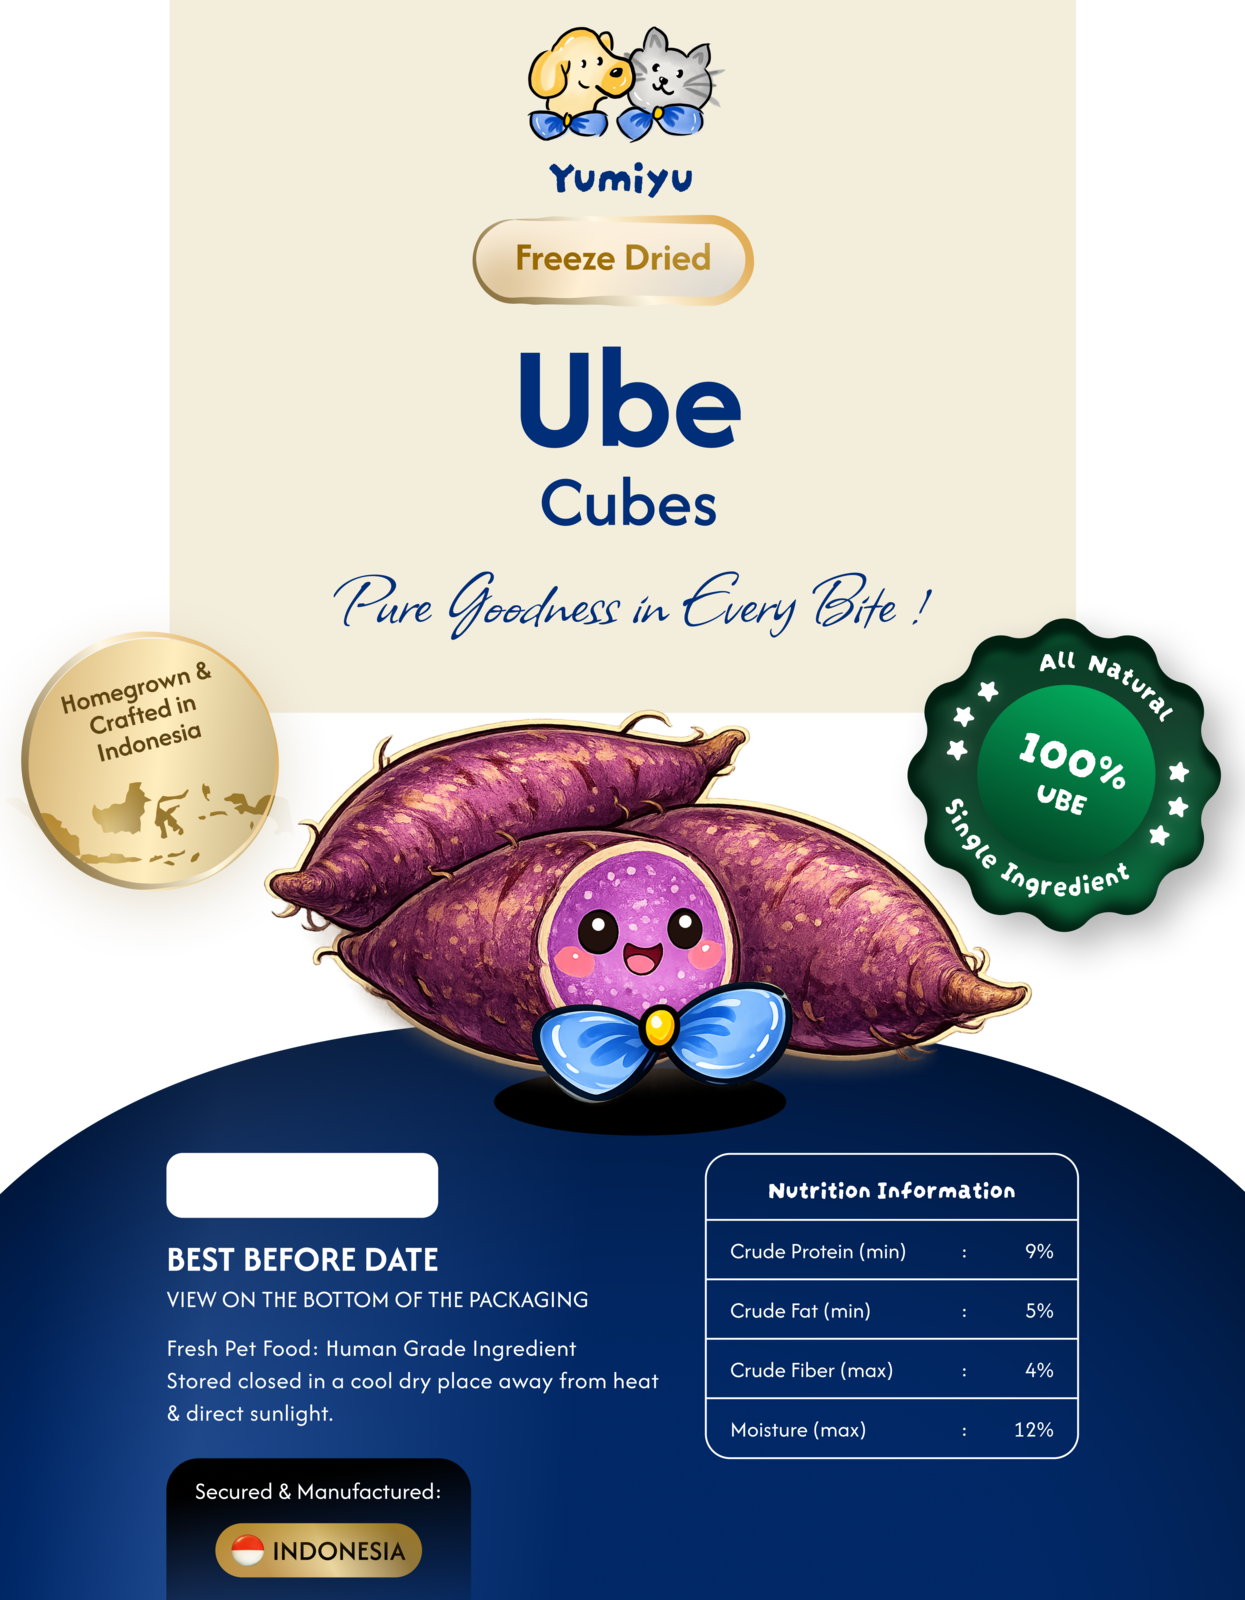 Yumiyu
Freeze Dried
Ube
Cubes
Pure Goodness in Every Bite !
Homegrown &
Crafted in
Indonesia
All Natural
100%
UBE
Single Ingredient
BEST BEFORE DATE
VIEW ON THE BOTTOM OF THE PACKAGING
Fresh Pet Food: Human Grade Ingredient
Stored closed in a cool dry place away from heat
& direct sunlight.
Secured & Manufactured:
INDONESIA
Nutrition Information
Crude Protein (min) : 9%
Crude Fat (min) : 5%
Crude Fiber (max) : 4%
Moisture (max) : 12%